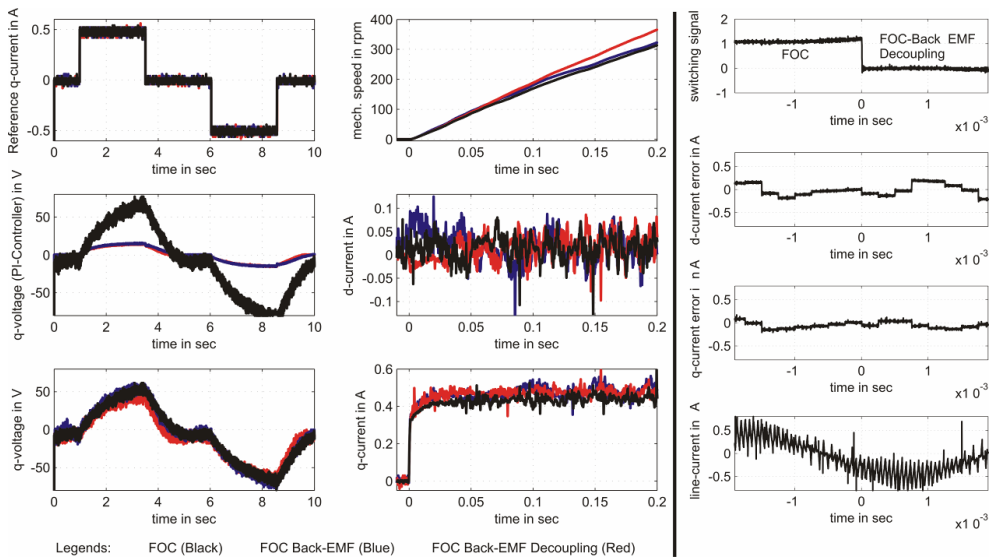 Reference q-current in A
0.5
0
-0.5
0 2 4 6 8 10
time in sec
mech. speed in rpm
400
300
200
100
0
0 0.05 0.1 0.15 0.2
time in sec
q-voltage (PI-Controller) in V
50
0
-50
0 2 4 6 8 10
time in sec
d-current in A
0.1
0.05
0
-0.05
-0.1
0 0.05 0.1 0.15 0.2
time in sec
q-voltage in V
50
0
-50
0 2 4 6 8 10
time in sec
q-current in A
0.6
0.4
0.2
0.4
0
0 0.05 0.1 0.15 0.2
time in sec
Legends: FOC (Black) FOC Back-EMF (Blue) FOC Back-EMF Decoupling (Red)
switching signal
2
1
0
1
FOC
FOC-Back EMF
Decoupling
-1 0 1
time in sec
x10 -3
d-current error in A
0.5
0
-0.5
-1 0 1
time in sec
x10 -3
q-current error i n A
0.5
0
-0.5
-1 0 1
time in sec
x10 -3
line-current in A
0.5
0
-0.5
-1 0 1
time in sec
x1 0 -3